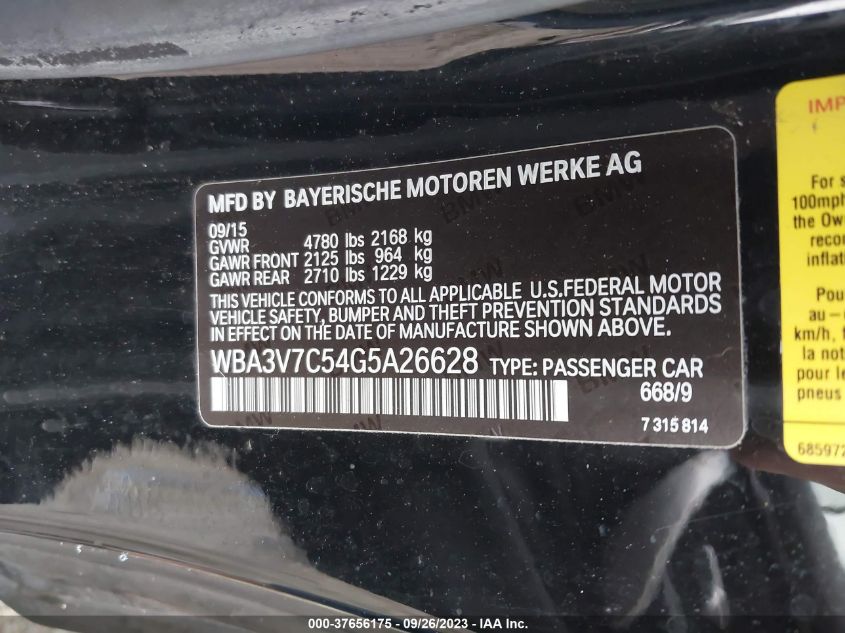 MFD BY BAYERISCHE MOTOREN WERKE AG
09/15
GVWR 4780 lbs 2168 kg
GAWR FRONT 2125 lbs 964 kg
GAWR REAR 2710 lbs 1229 kg
THIS VEHICLE CONFORMS TO ALL APPLICABLE U.S.FEDERAL MOTOR
VEHICLE SAFETY, BUMPER AND THEFT PREVENTION STANDARDS
IN EFFECT ON THE DATE OF MANUFACTURE SHOWN ABOVE.
WBA3V7C54G5A26628 TYPE: PASSENGER CAR
668/9
7 315 814
IMP
For s
100mph
the Ow
recon
inflat
Pou
au-
km/h, t
la not
pour le
pneus
685972
000-37656175 - 09/26/2023 - IAA Inc.